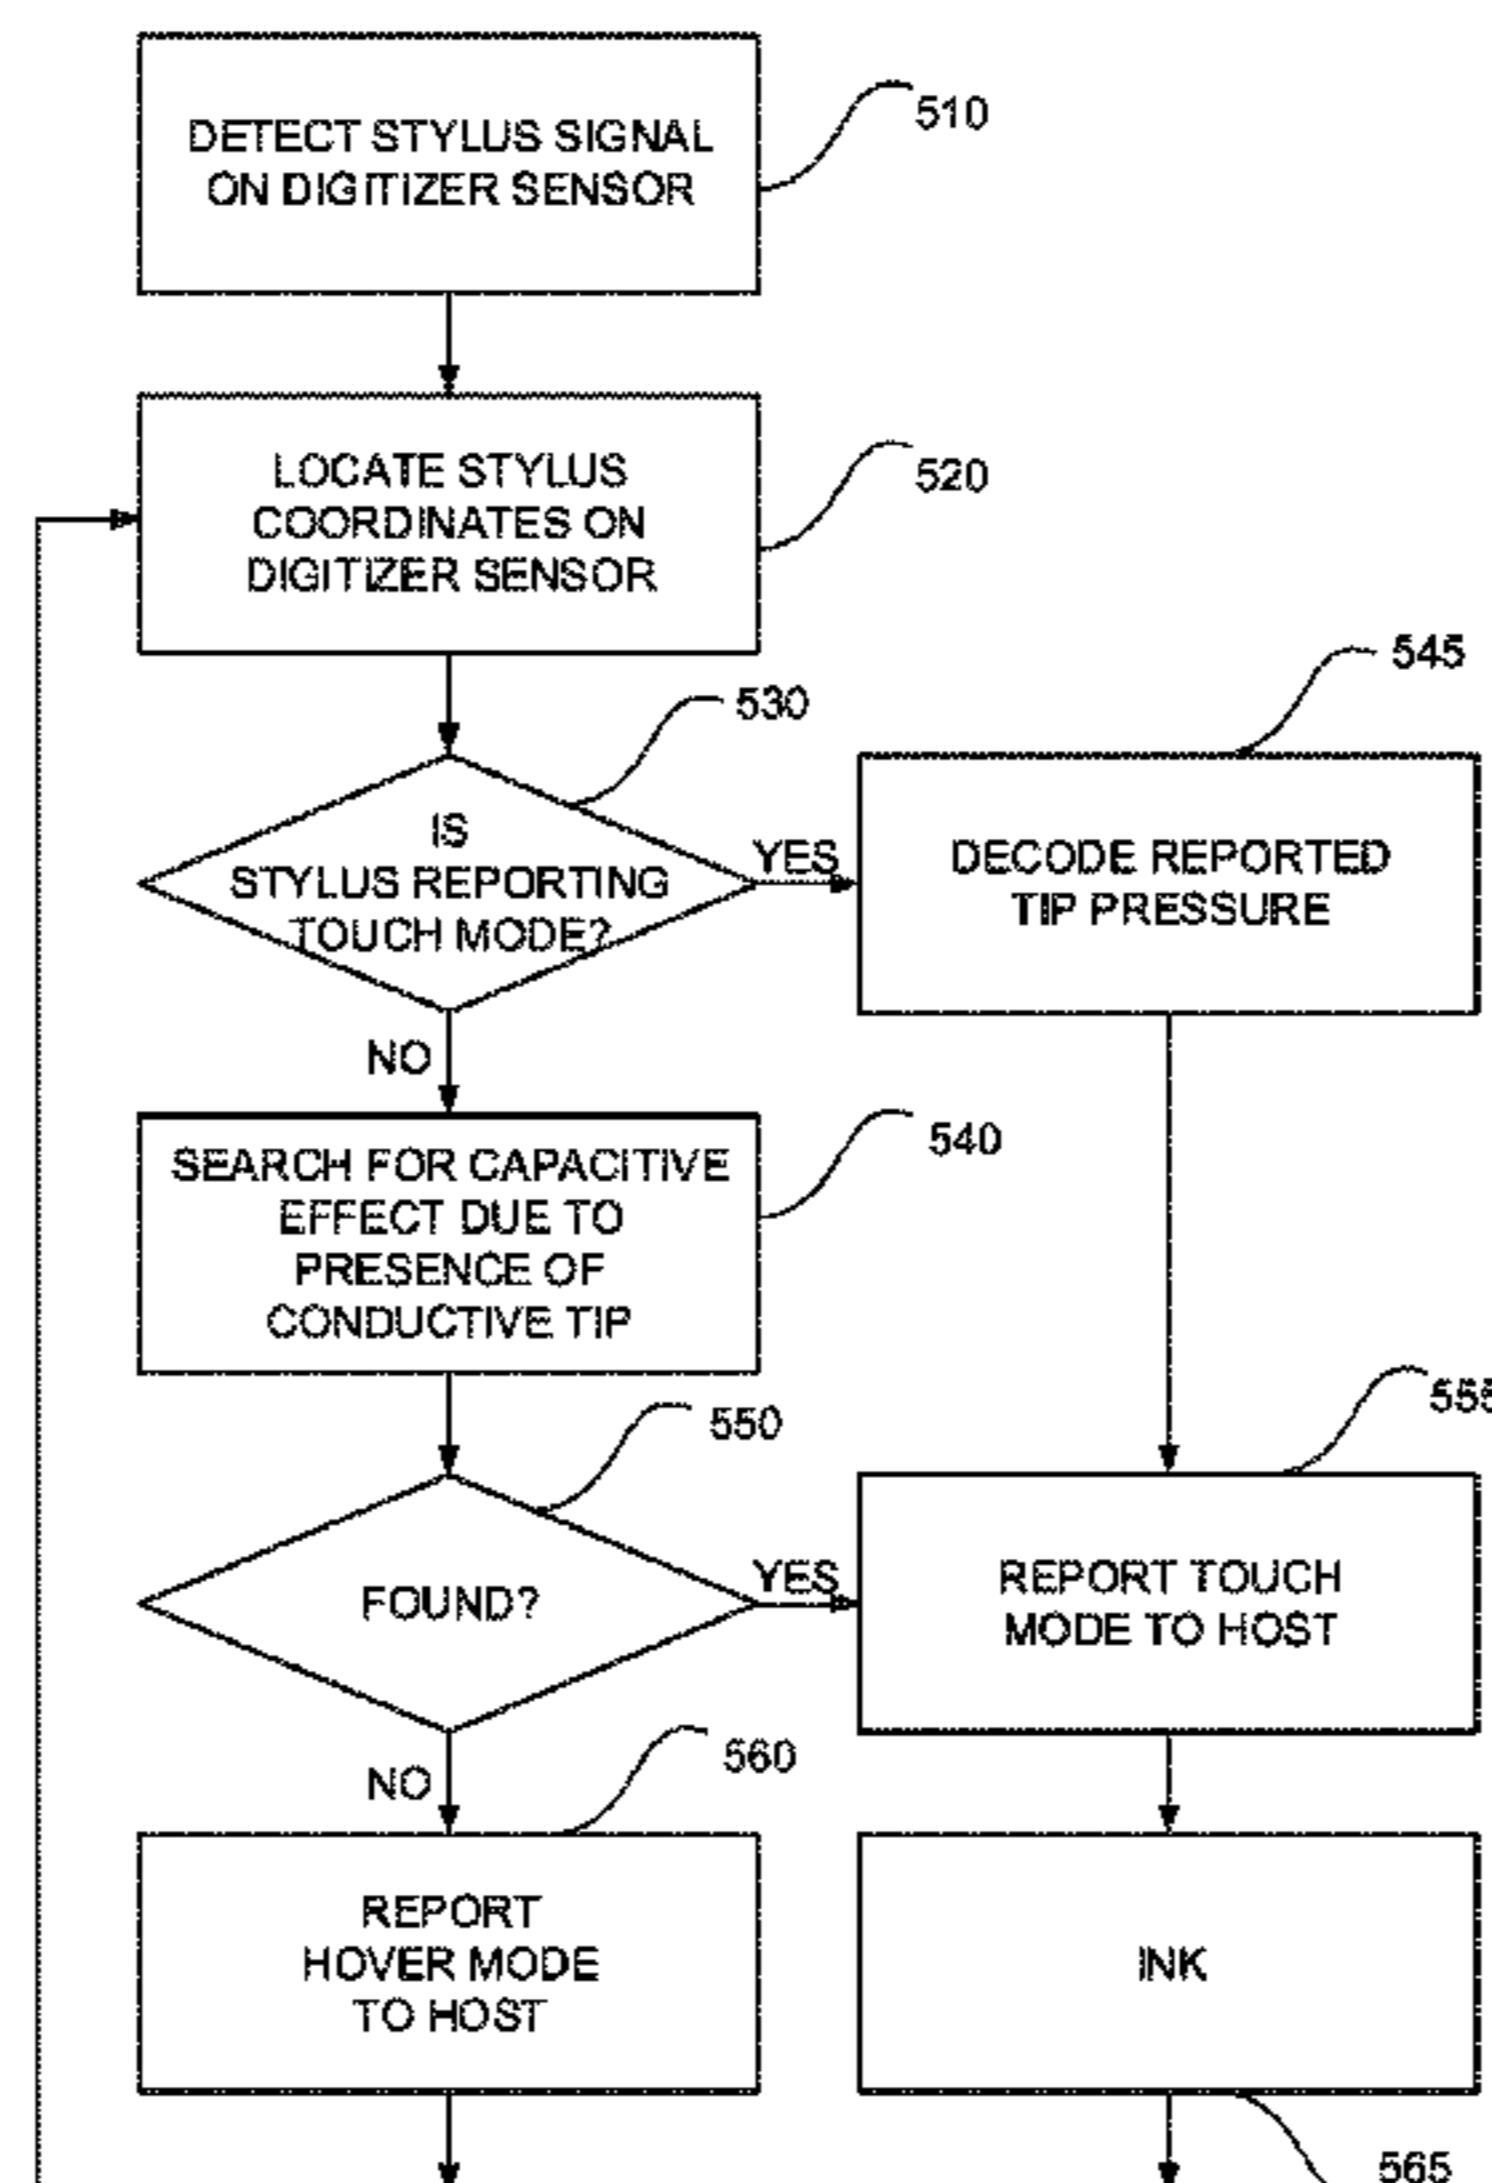 DETECT STYLUS SIGNAL
ON DIGITIZER SENSOR
510
LOCATE STYLUS
COORDINATES ON
DIGITIZER SENSOR
520
530
545
IS
STYLUS REPORTING
TOUCH MODE?
YES
DECODE REPORTED
TIP PRESSURE
NO
SEARCH FOR CAPACITIVE
EFFECT DUE TO
PRESENCE OF
CONDUCTIVE TIP
540
550
555
FOUND?
YES
REPORT TOUCH
MODE TO HOST
NO
560
REPORT
HOVER MODE
TO HOST
INK
565